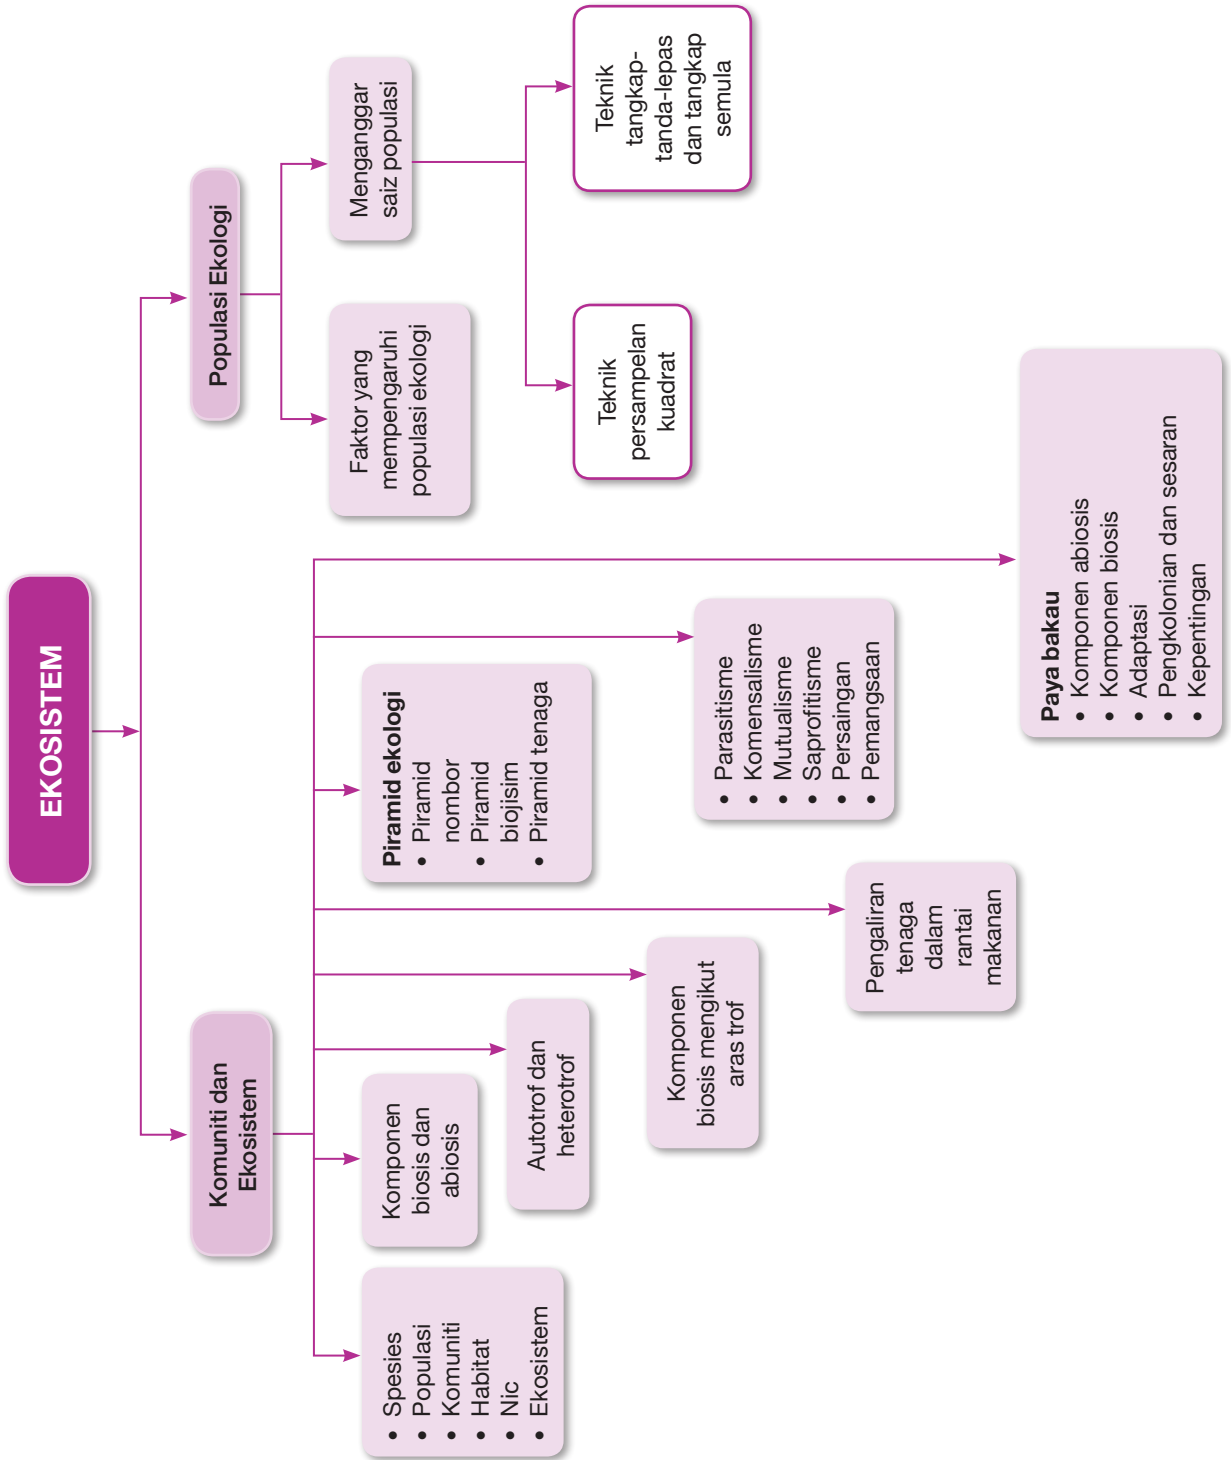 EKOSISTEM
Komuniti dan
Ekosistem
• Spesies
• Populasi
• Komuniti
• Habitat
• Nic
• Ekosistem
Komponen
biosis dan
abiosis
Autotrof dan
heterotrof
Komponen
biosis mengikut
aras trof
Pengaliran
tenaga
dalam
rantai
makanan
Piramid ekologi
• Piramid
nombor
• Piramid
biojisim
• Piramid tenaga
• Parasitisme
• Komensalisme
• Mutualisme
• Saprofitisme
• Persaingan
• Pemangsaan
Paya bakau
• Komponen abiosis
• Komponen biosis
• Adaptasi
• Pengkolonian dan sesaran
• Kepentingan
Populasi Ekologi
Faktor yang
mempengaruhi
populasi ekologi
Menganggar
saiz populasi
Teknik
persampelan
kuadrat
Teknik
tangkap-
tanda-lepas
dan tangkap
semula